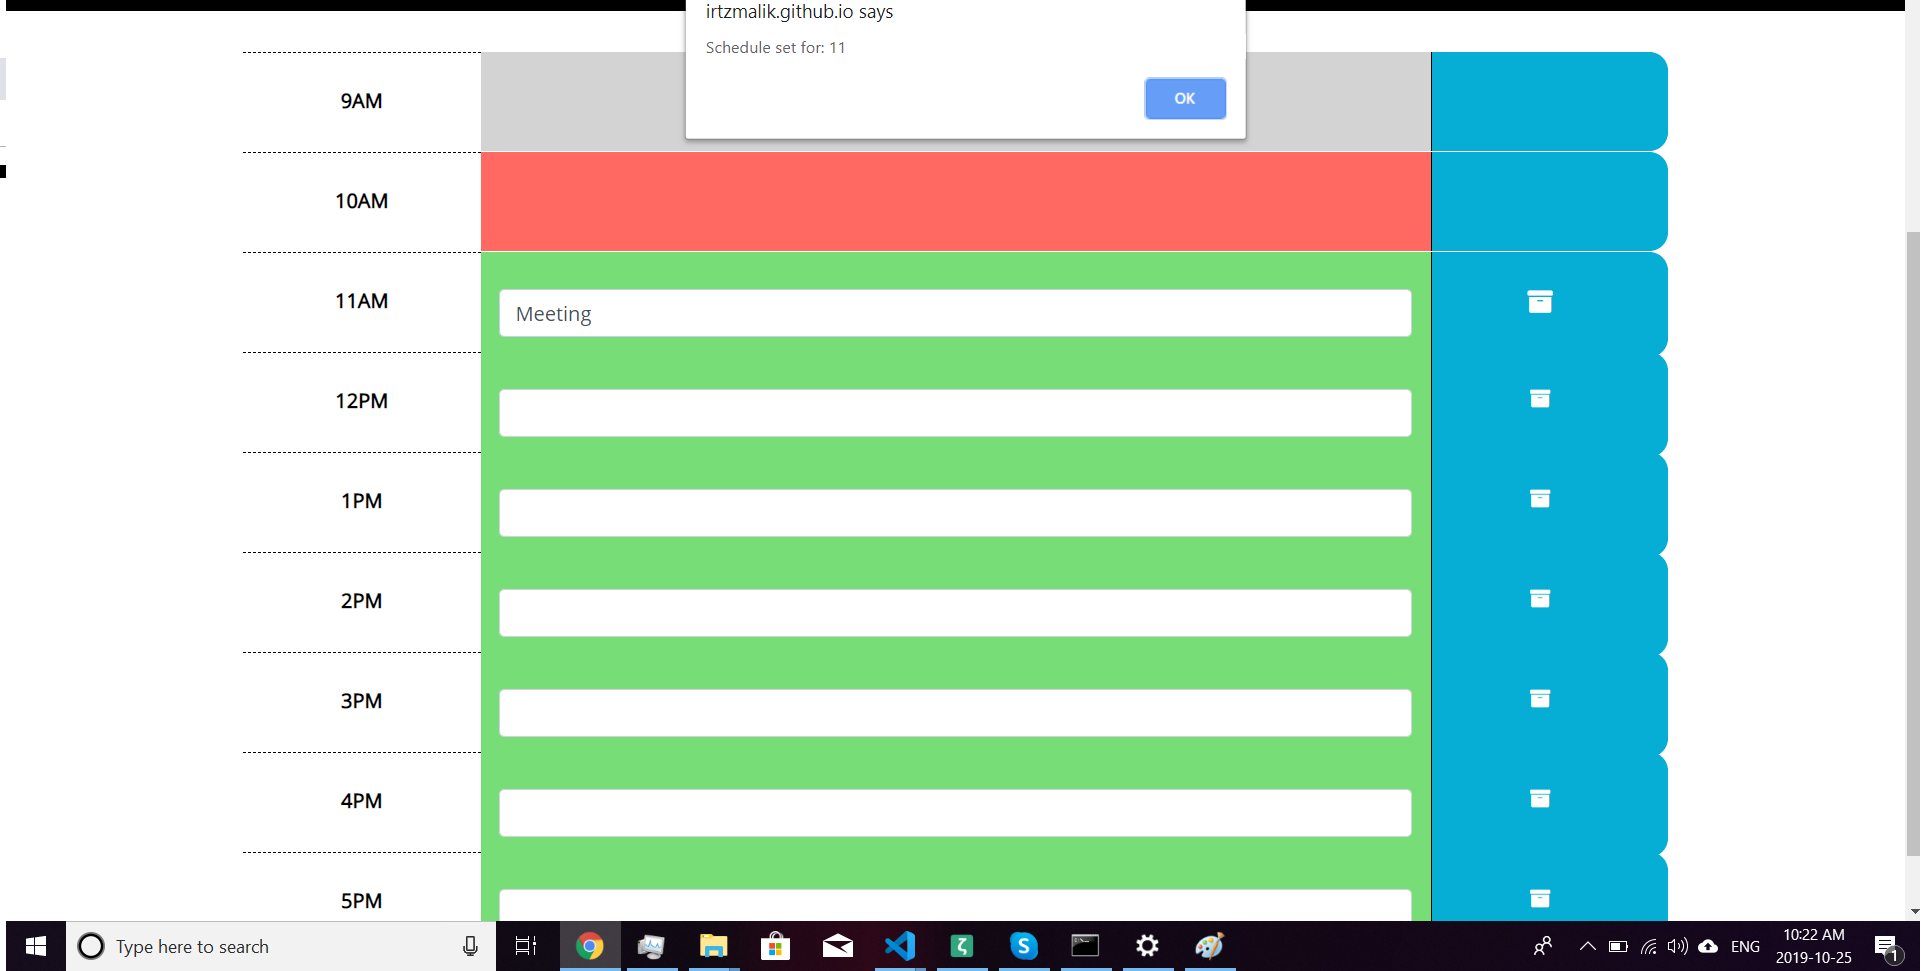 irtzmalik.github.io says
Schedule set for: 11
OK
9AM
10AM
11AM
Meeting
12PM
1PM
2PM
3PM
4PM
5PM
Type here to search
ENG
10:22 AM
2019-10-25
1